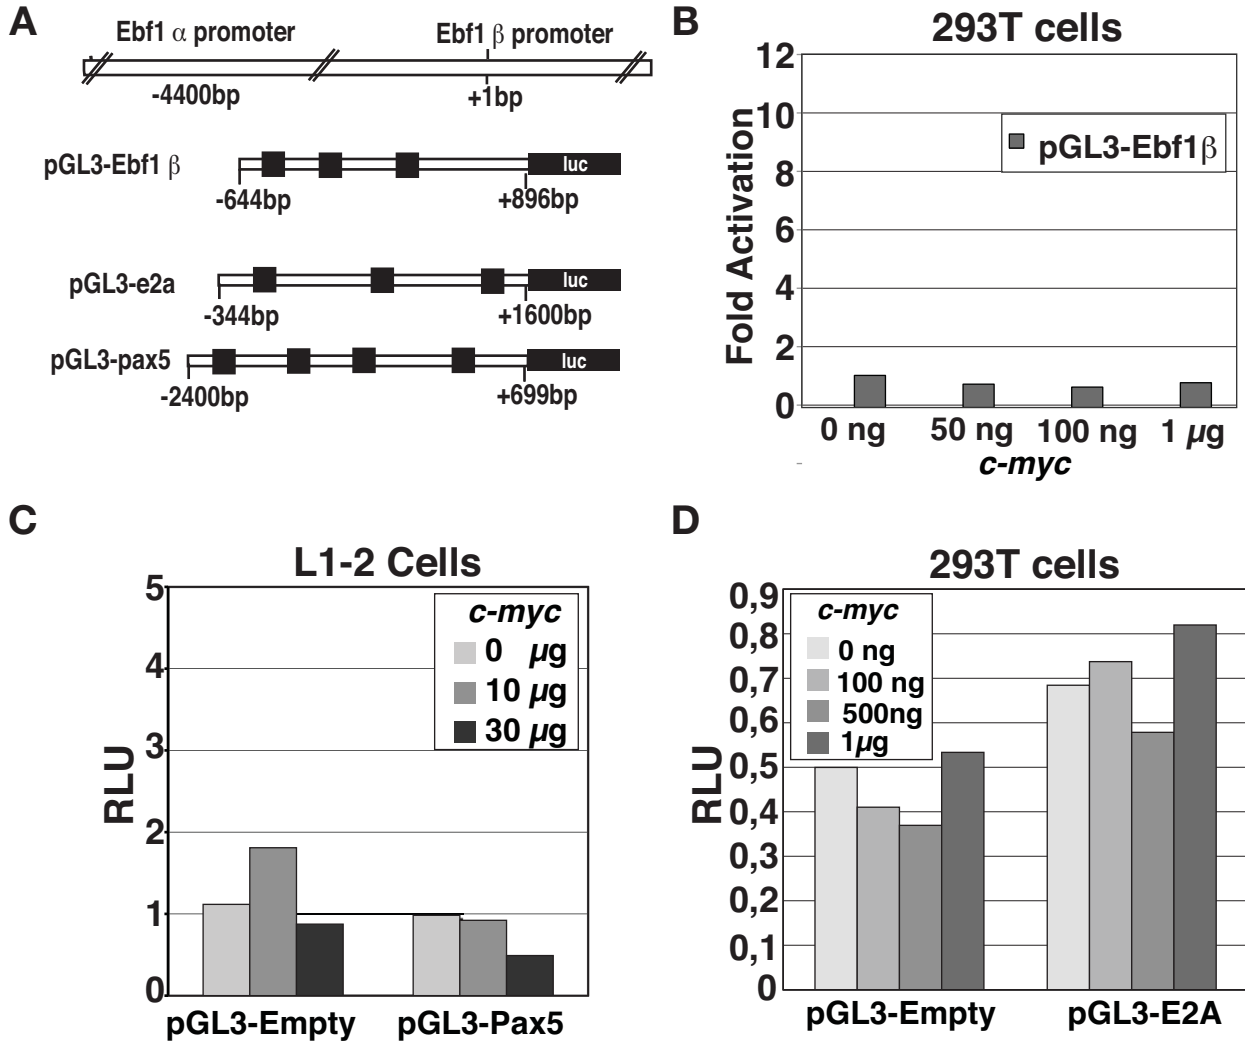 A
Ebf1 α promoter
Ebf1 β promoter
-4400bp
+1bp
pGL3-Ebf1 β
luc
-644bp
+896bp
pGL3-e2a
luc
-344bp
+1600bp
pGL3-pax5
luc
-2400bp
+699bp
B
293T cells
Fold Activation
12
10
8
6
4
2
0
pGL3-Ebf1β
0 ng
50 ng
100 ng
1 µg
c-myc
C
L1-2 Cells
RLU
5
4
3
2
1
0
c-myc
0 µg
10 µg
30 µg
pGL3-Empty
pGL3-Pax5
D
293T cells
RLU
0,9
0,8
0,7
0,6
0,5
0,4
0,3
0,2
0,1
0
c-myc
0 ng
100 ng
500ng
1µg
pGL3-Empty
pGL3-E2A